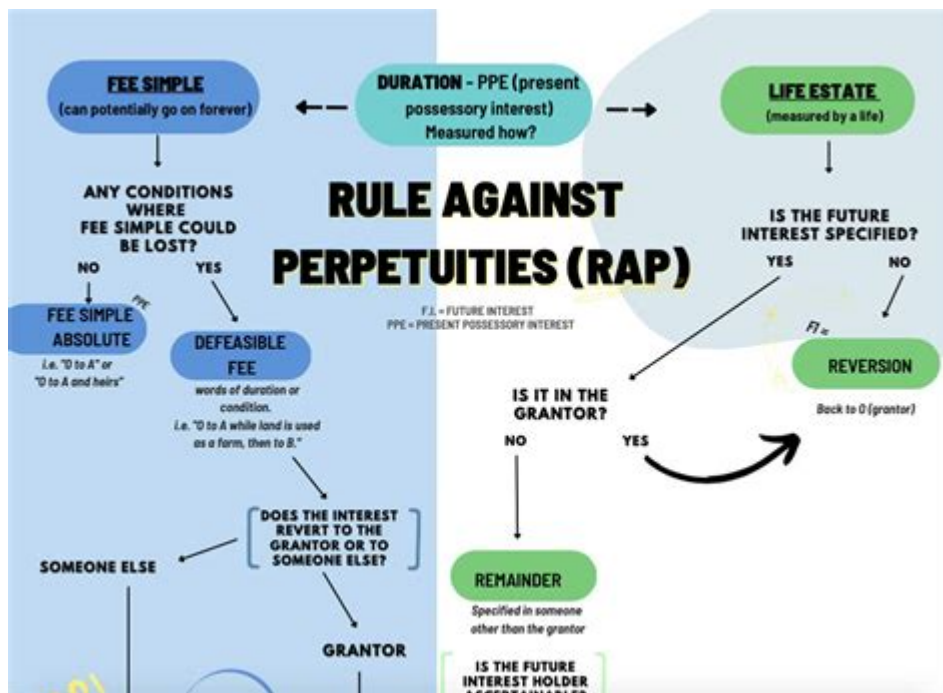 FEE SIMPLE
(can potentially go on forever)
DURATION - PPE (present
possessory interest)
Measured how?
LIFE ESTATE
(measured by a life)
RULE AGAINST
PERPETUITIES (RAP)
F.I. = FUTURE INTEREST
PPE = PRESENT POSSESSORY INTEREST
ANY CONDITIONS
WHERE
FEE SIMPLE COULD
BE LOST?
NO
YES
PPE
FEE SIMPLE
ABSOLUTE
i.e. "O to A" or
"O to A and heirs"
DEFEASIBLE
FEE
words of duration or
condition.
i.e. "O to A while land is used
as a farm, then to B."
DOES THE INTEREST
REVERT TO THE
GRANTOR OR TO
SOMEONE ELSE?
SOMEONE ELSE
GRANTOR
IS THE FUTURE
INTEREST SPECIFIED?
YES
NO
FI =
REVERSION
Back to O (grantor)
IS IT IN THE
GRANTOR?
NO
YES
REMAINDER
Specified in someone
other than the grantor
IS THE FUTURE
INTEREST HOLDER
ASCERTAINABLE?